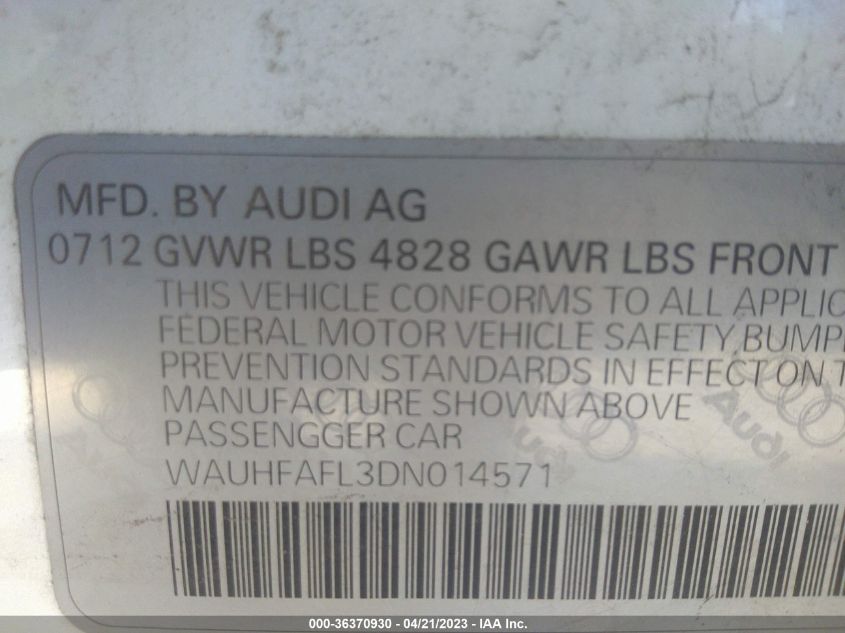 MFD. BY AUDI AG
0712 GVWR LBS 4828 GAWR LBS FRONT
THIS VEHICLE CONFORMS TO ALL APPLIC
FEDERAL MOTOR VEHICLE SAFETY, BUMP
PREVENTION STANDARDS IN EFFECT ON T
MANUFACTURE SHOWN ABOVE
PASSENGGER CAR
WAUHFAFL3DN014571
Audi
Audi
000-36370930 - 04/21/2023 - IAA Inc.